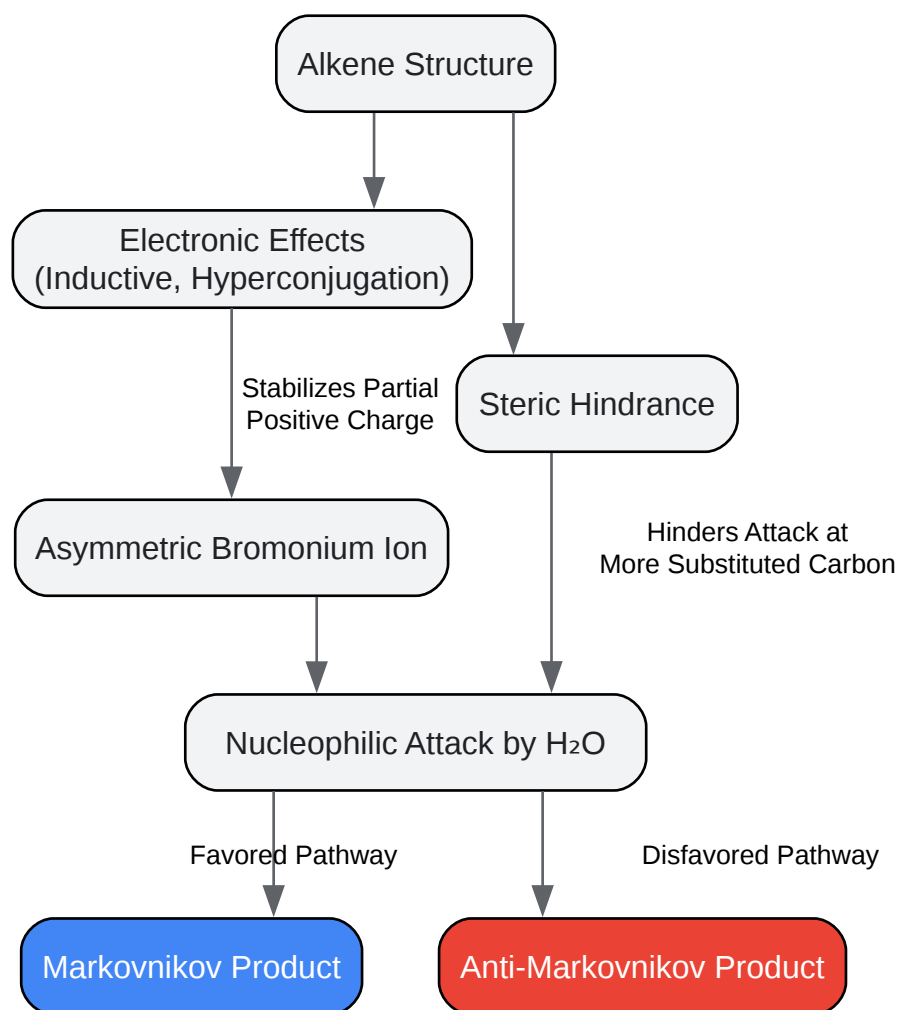 Alkene Structure
Electronic Effects
(Inductive, Hyperconjugation)
Stabilizes Partial
Positive Charge
Steric Hindrance
Asymmetric Bromonium Ion
Hinders Attack at
More Substituted Carbon
Nucleophilic Attack by H₂O
Favored Pathway
Disfavored Pathway
Markovnikov Product
Anti-Markovnikov Product